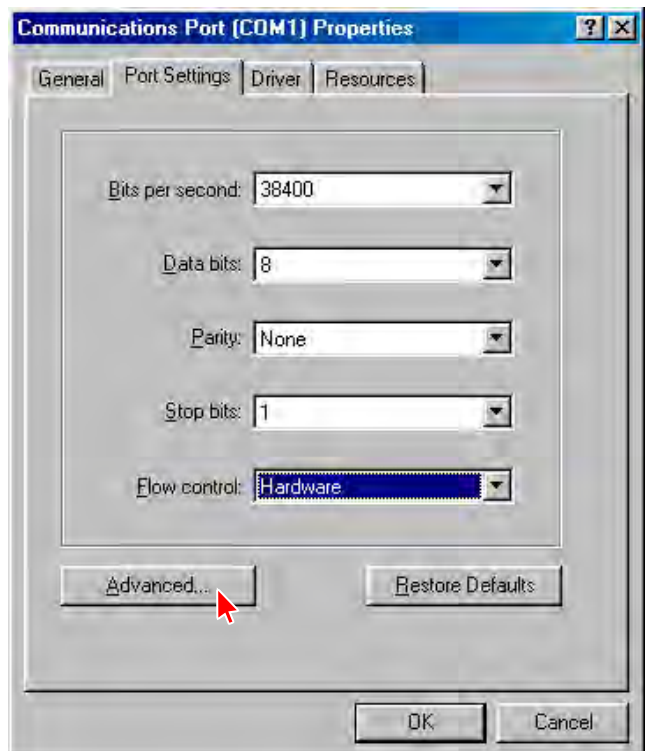 Communications Port (COM1) Properties
General Port Settings Driver Resources
Bits per second: 38400
Data bits: 8
Parity: None
Stop bits: 1
Flow control: Hardware
Advanced... Restore Defaults
OK Cancel